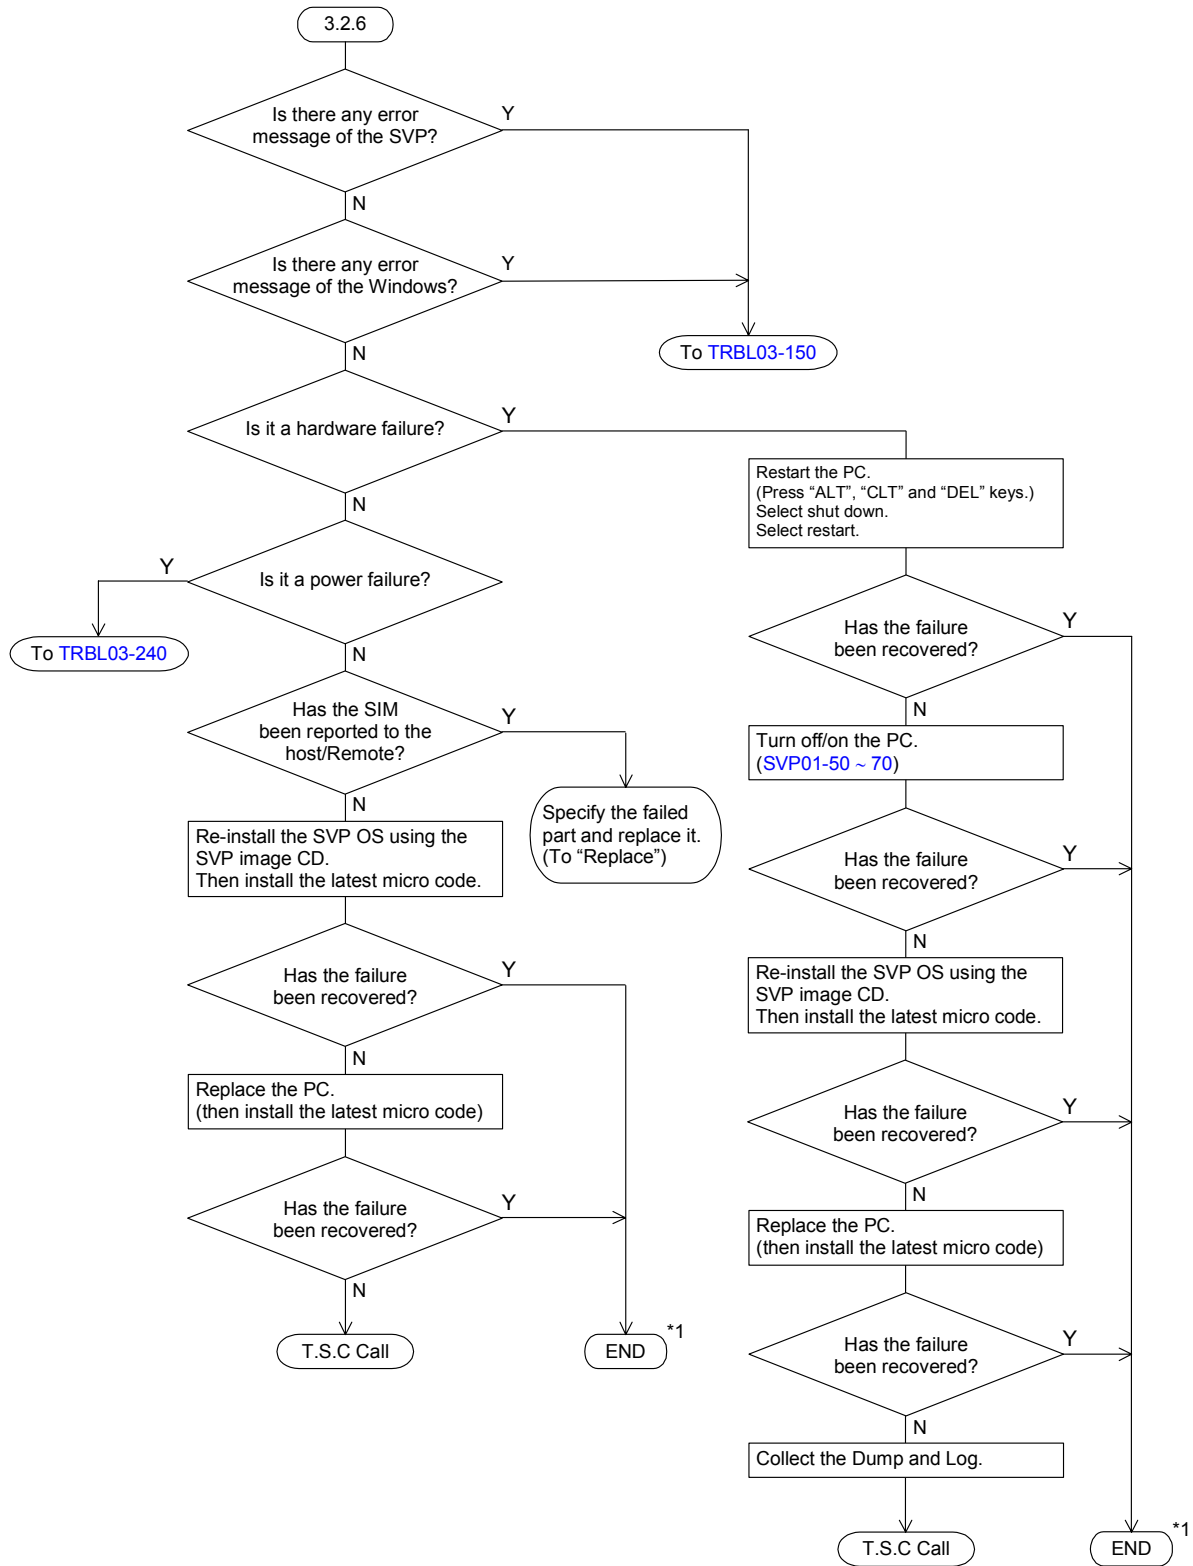 3.2.6
Is there any error
message of the SVP?
Y
N
Is there any error
message of the Windows?
Y
N
To TRBL03-150
Is it a hardware failure?
Y
N
Is it a power failure?
Y
To TRBL03-240
N
Has the SIM
been reported to the
host/Remote?
Y
N
Specify the failed
part and replace it.
(To “Replace”)
Re-install the SVP OS using the
SVP image CD.
Then install the latest micro code.
Has the failure
been recovered?
Y
N
Replace the PC.
(then install the latest micro code)
Has the failure
been recovered?
Y
N
T.S.C Call
END
*1
Restart the PC.
(Press “ALT”, “CLT” and “DEL” keys.)
Select shut down.
Select restart.
Has the failure
been recovered?
Y
N
Turn off/on the PC.
(SVP01-50 ~ 70)
Has the failure
been recovered?
Y
N
Re-install the SVP OS using the
SVP image CD.
Then install the latest micro code.
Has the failure
been recovered?
Y
N
Replace the PC.
(then install the latest micro code)
Has the failure
been recovered?
Y
N
Collect the Dump and Log.
T.S.C Call
END
*1